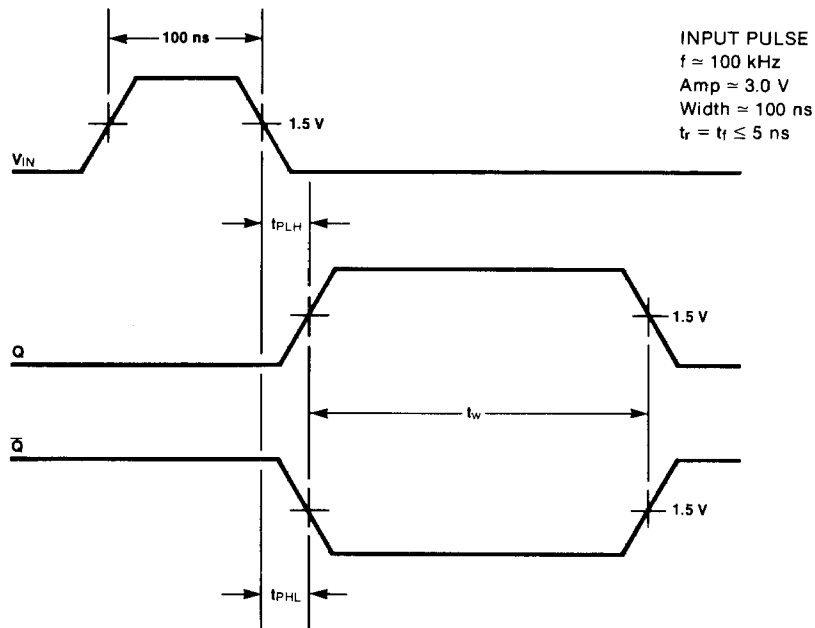 100 ns
INPUT PULSE
f ≃ 100 kHz
Amp ≃ 3.0 V
Width ≃ 100 ns
tr = tf ≤ 5 ns
1.5 V
VIN
tPLH
1.5 V
Q
tw
Q̅
1.5 V
tPHL